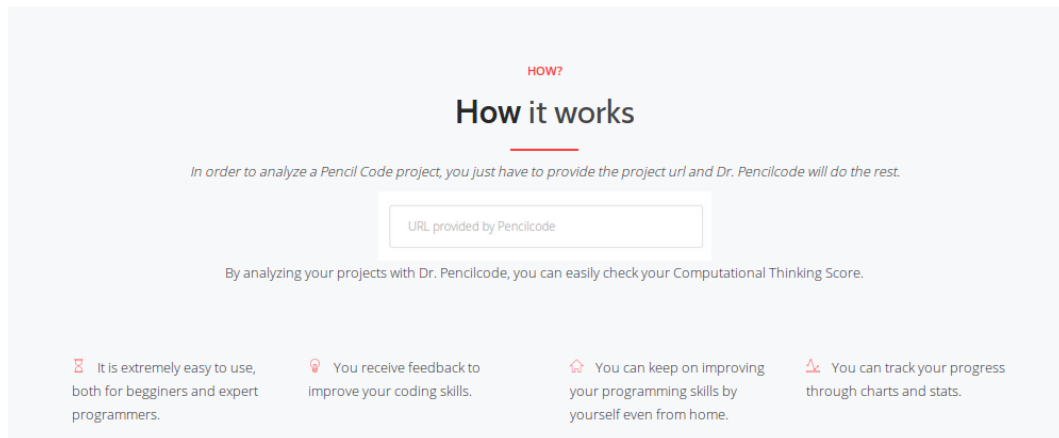 HOW?
How it works
In order to analyze a Pencil Code project, you just have to provide the project url and Dr. Pencilcode will do the rest.
URL provided by Pencilcode
By analyzing your projects with Dr. Pencilcode, you can easily check your Computational Thinking Score.
It is extremely easy to use,
both for begginers and expert
programmers.
You receive feedback to
improve your coding skills.
You can keep on improving
your programming skills by
yourself even from home.
You can track your progress
through charts and stats.